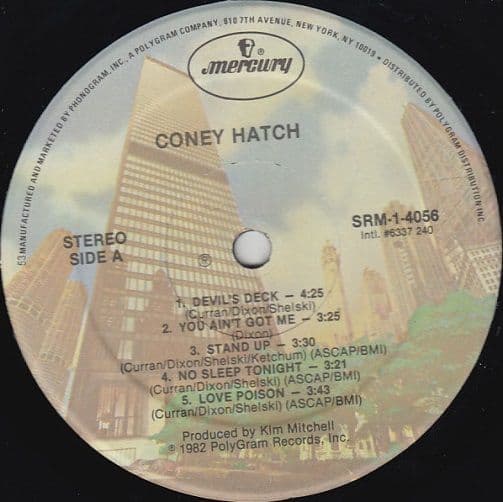 53 MANUFACTURED AND MARKETED BY PHONOGRAM, INC., A POLYGRAM COMPANY, 810 7TH AVENUE, NEW YORK, NEW YORK, N.Y. 10019 • DISTRIBUTED BY POLYGRAM DISTRIBUTION INC
®
mercury
CONEY HATCH
STEREO
SIDE A
SRM-1-4056
Intl. #6337 240
℗
1. DEVIL'S DECK – 4:25
(Curran/Dixon/Shelski)
2. YOU AIN'T GOT ME – 3:25
(Dixon)
3. STAND UP – 3:30
(Curran/Dixon/Shelski/Ketchum) (ASCAP/BMI)
4. NO SLEEP TONIGHT – 3:21
(Curran/Dixon/Shelski) (ASCAP/BMI)
5. LOVE POISON – 3:43
(Curran/Dixon/Shelski) (ASCAP/BMI)
Produced by Kim Mitchell
℗ 1982 PolyGram Records, Inc.